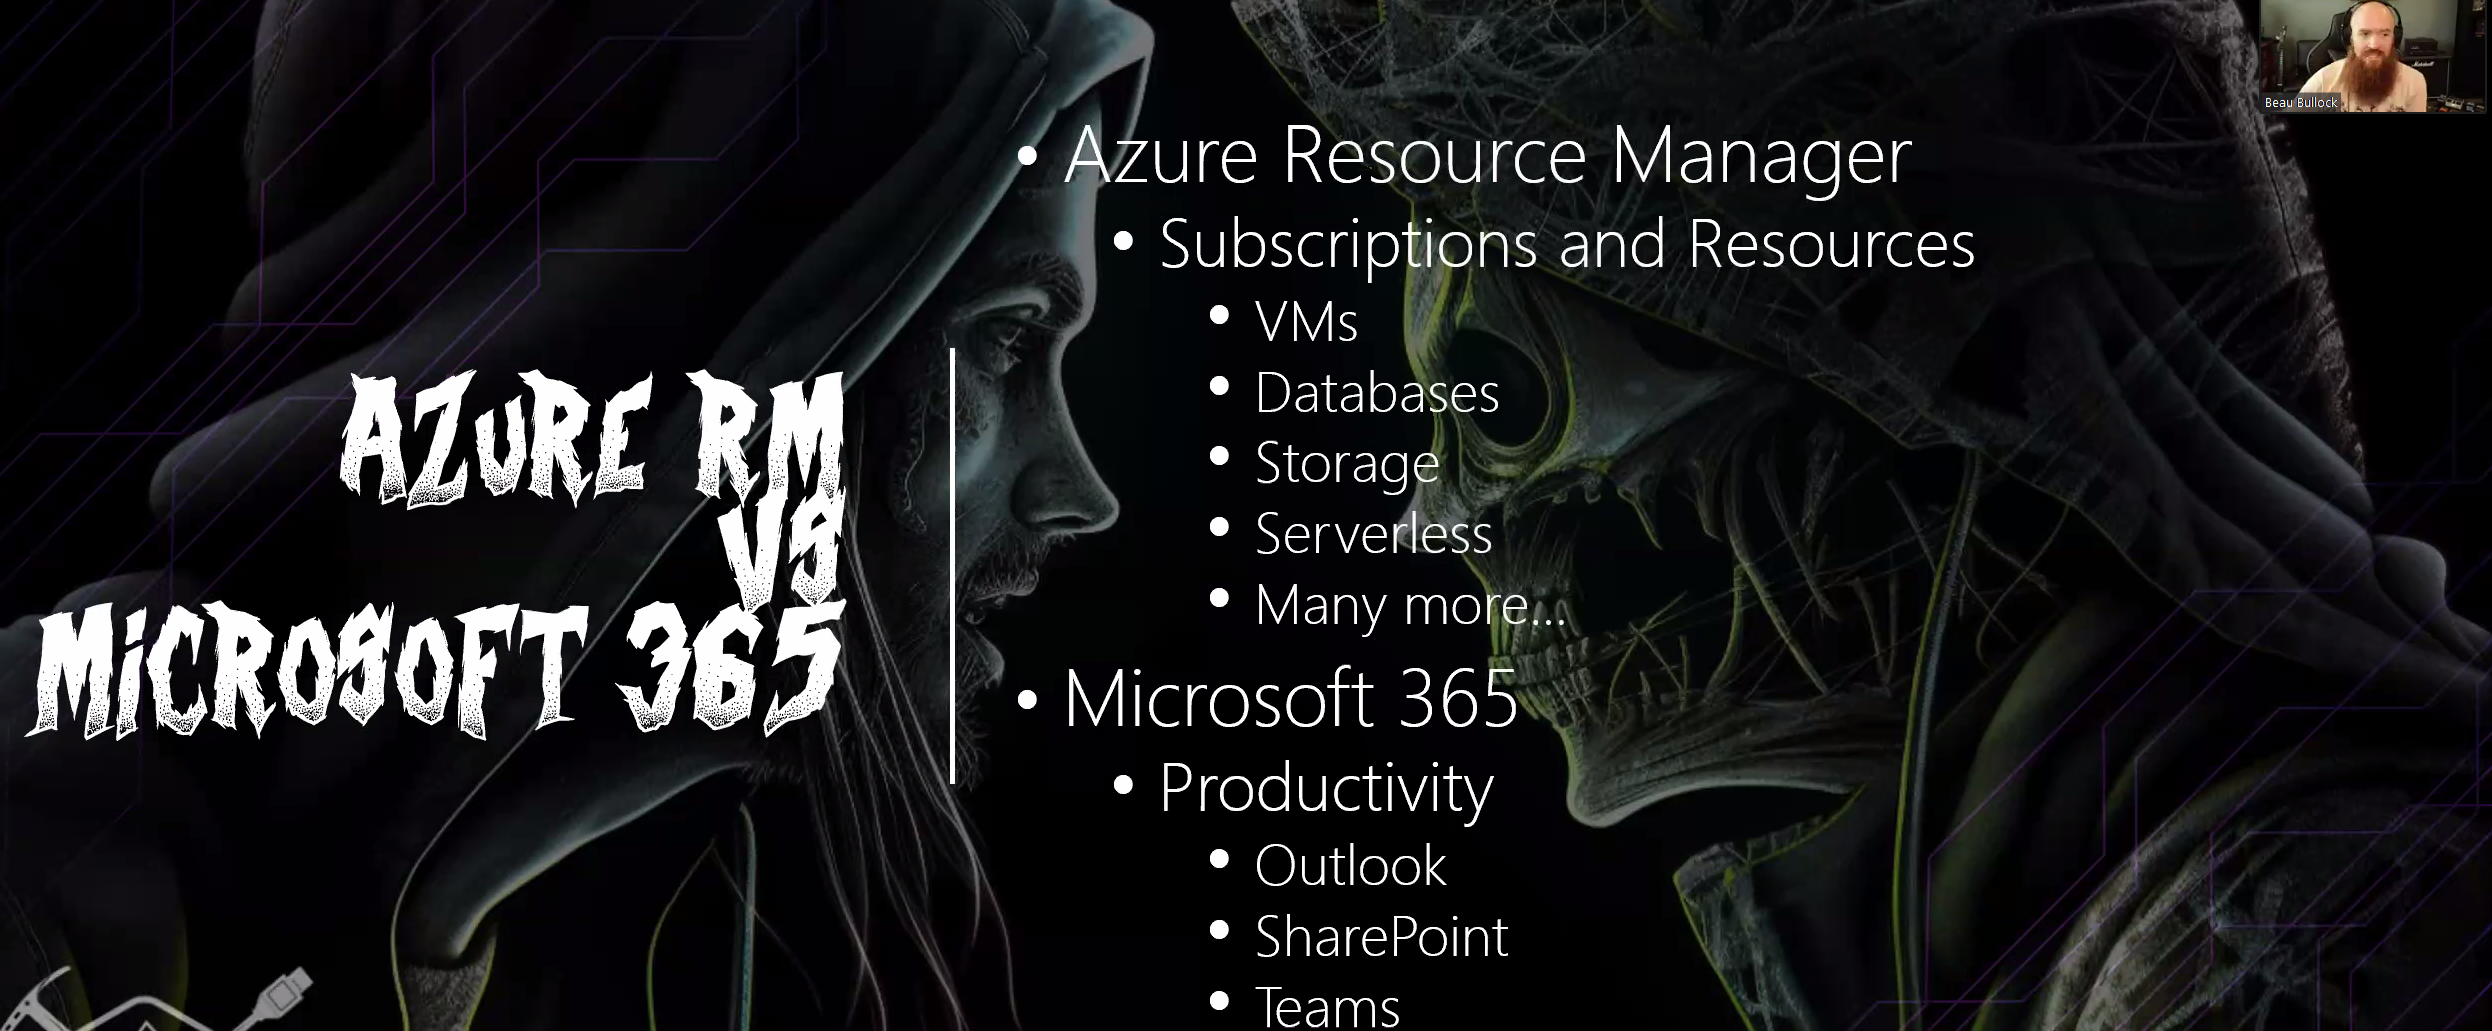 Beau Bullock
AZURE RM
VS
MICROSOFT 365
• Azure Resource Manager
• Subscriptions and Resources
• VMs
• Databases
• Storage
• Serverless
• Many more...
• Microsoft 365
• Productivity
• Outlook
• SharePoint
• Teams